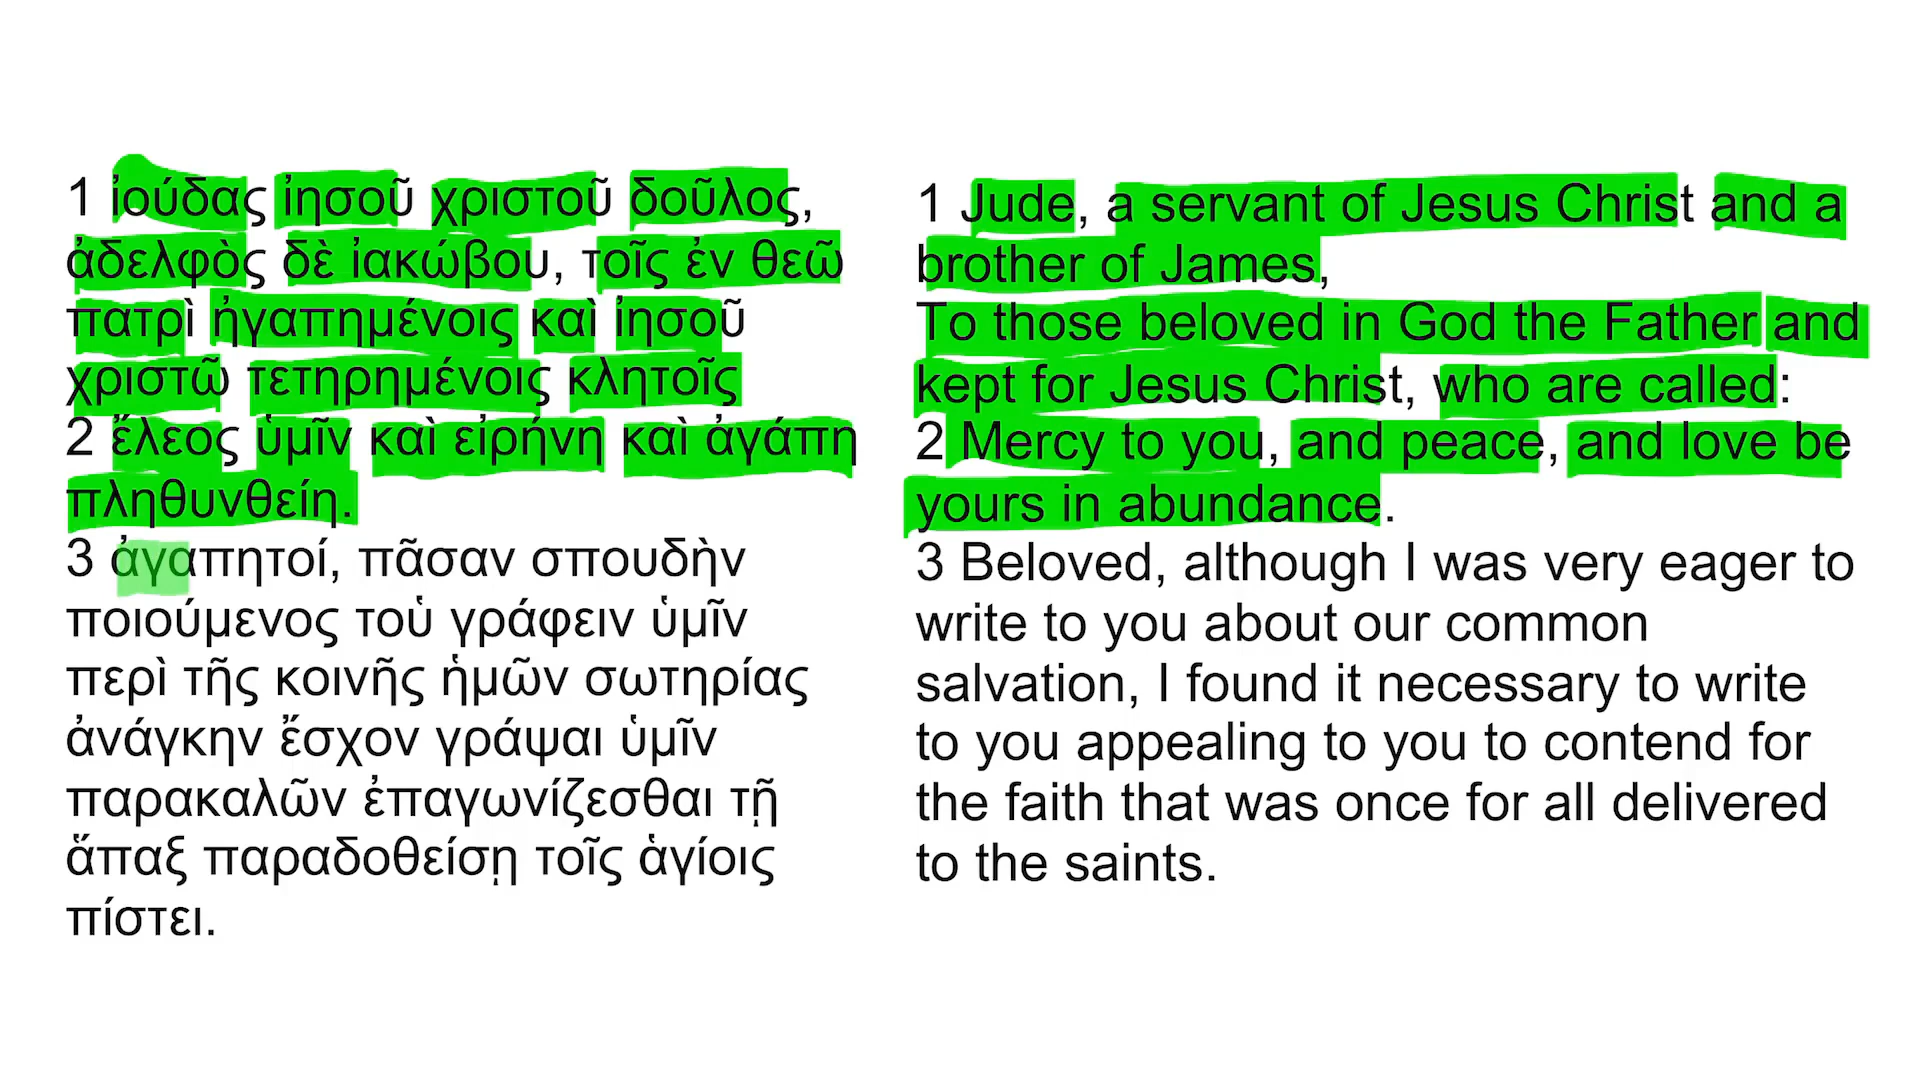 1 ἰούδας ἰησοῦ χριστοῦ δοῦλος,
ἀδελφὸς δὲ ἰακώβου, τοῖς ἐν θεῶ
πατρὶ ἠγαπημένοις καὶ ἰησοῦ
χριστῶ τετηρημένοις κλητοῖς
2 ἔλεος ὑμῖν καὶ εἰρήνη καὶ ἀγάπη
πληθυνθείη.
3 ἀγαπητοί, πᾶσαν σπουδὴν
ποιούμενος τοὑ γράφειν ὑμῖν
περὶ τῆς κοινῆς ἡμῶν σωτηρίας
ἀνάγκην ἔσχον γράψαι ὑμῖν
παρακαλῶν ἐπαγωνίζεσθαι τῇ
ἅπαξ παραδοθείσῃ τοῖς ἁγίοις
πίστει.
1 Jude, a servant of Jesus Christ and a
brother of James,
To those beloved in God the Father and
kept for Jesus Christ, who are called:
2 Mercy to you, and peace, and love be
yours in abundance.
3 Beloved, although I was very eager to
write to you about our common
salvation, I found it necessary to write
to you appealing to you to contend for
the faith that was once for all delivered
to the saints.